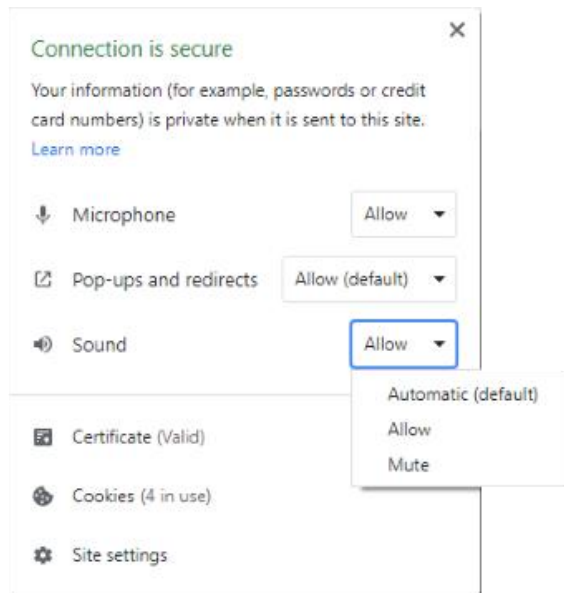 Connection is secure
Your information (for example, passwords or credit
card numbers) is private when it is sent to this site.
Learn more
Microphone Allow
Pop-ups and redirects Allow (default)
Sound Allow
Automatic (default)
Allow
Mute
Certificate (Valid)
Cookies (4 in use)
Site settings